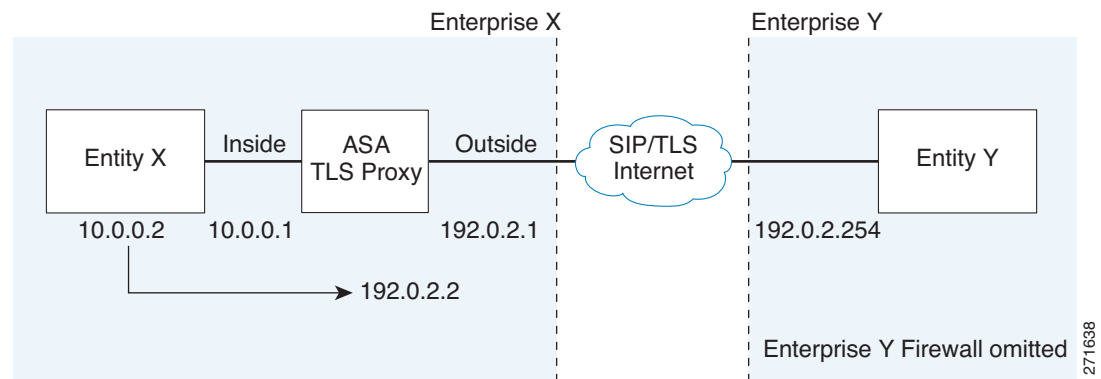 Enterprise X
Enterprise Y
Entity X
Inside
ASA
TLS Proxy
Outside
SIP/TLS
Internet
Entity Y
10.0.0.2
10.0.0.1
192.0.2.1
192.0.2.254
192.0.2.2
Enterprise Y Firewall omitted
271638